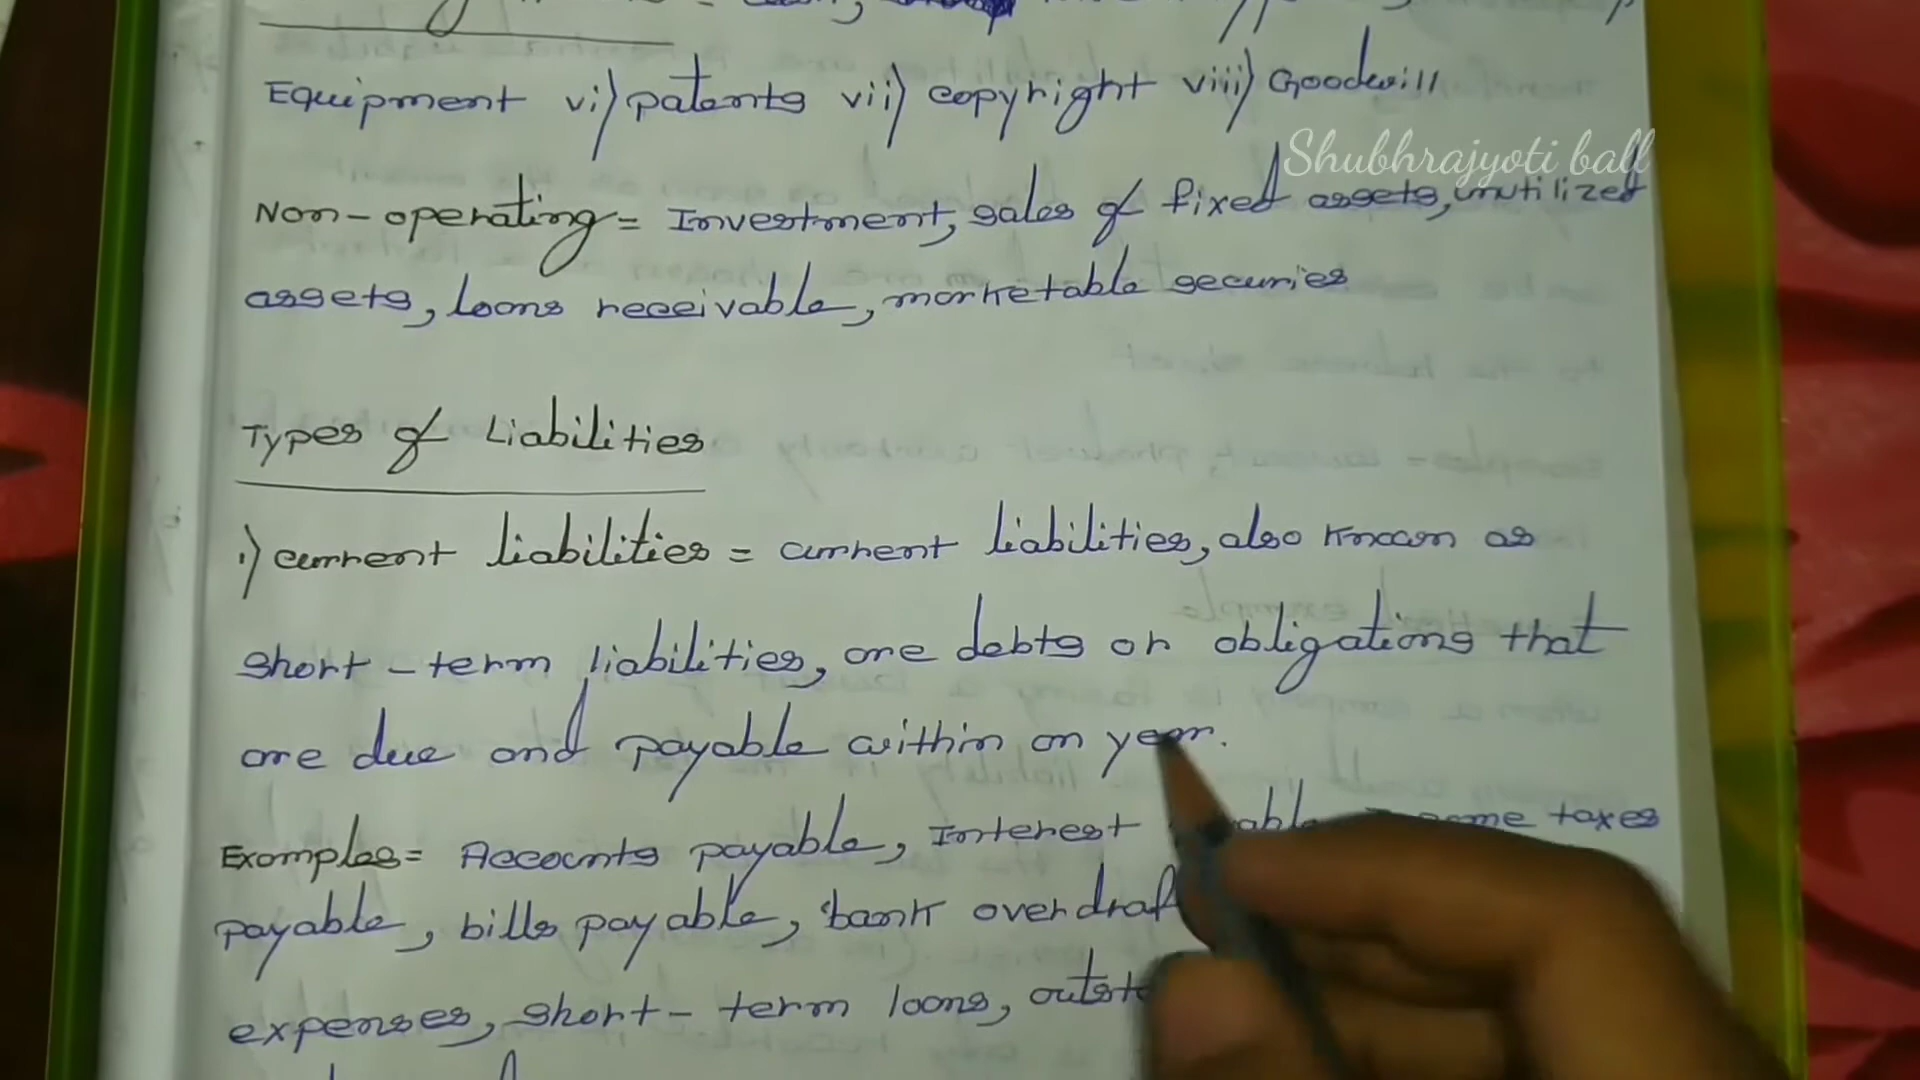 Equipment vi) patents vii) copyright viii) Goodwill
Shubhrajyoti ball
Non-operating = Investment, sales of fixed assets, unutilized
assets, loans receivable, marketable securies
Types of Liabilities
i) current liabilities = current liabilities, also known as
short-term liabilities, are debts or obligations that
are due and payable within an year.
Examples = Accounts payable, Interest taxes
payable, bills payable, bank overdraf
expenses, short-term loans,